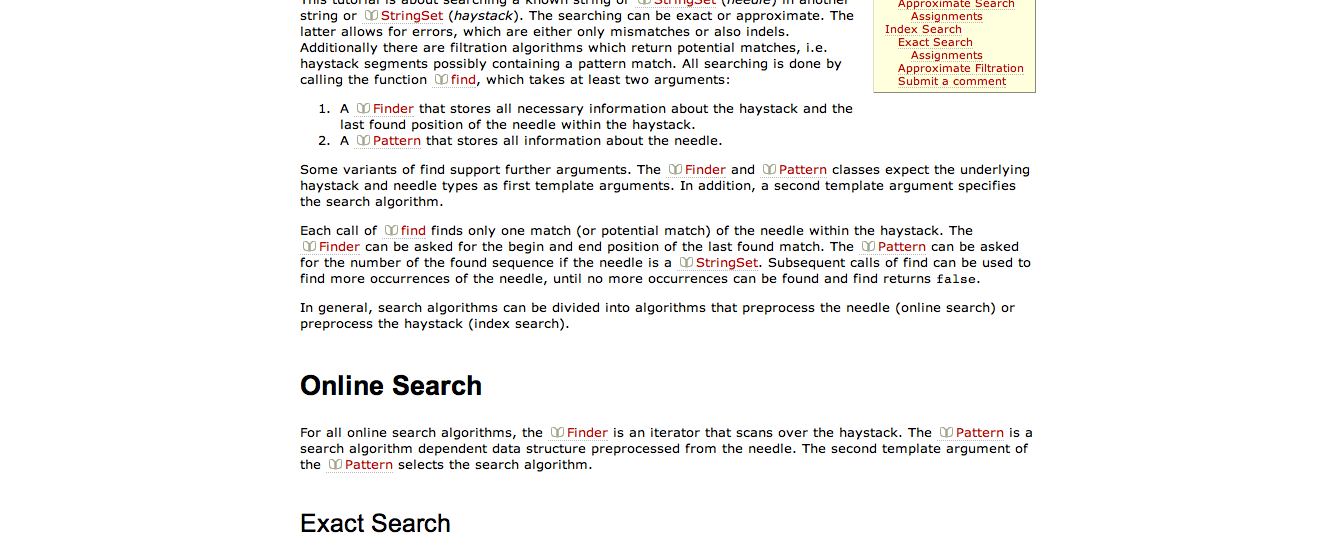 This tutorial is about searching a known string or StringSet (needle) in another
string or StringSet (haystack). The searching can be exact or approximate. The
latter allows for errors, which are either only mismatches or also indels.
Additionally there are filtration algorithms which return potential matches, i.e.
haystack segments possibly containing a pattern match. All searching is done by
calling the function find, which takes at least two arguments:
Approximate Search
Assignments
Index Search
Exact Search
Assignments
Approximate Filtration
Submit a comment
1. A Finder that stores all necessary information about the haystack and the
last found position of the needle within the haystack.
2. A Pattern that stores all information about the needle.
Some variants of find support further arguments. The Finder and Pattern classes expect the underlying
haystack and needle types as first template arguments. In addition, a second template argument specifies
the search algorithm.
Each call of find finds only one match (or potential match) of the needle within the haystack. The
Finder can be asked for the begin and end position of the last found match. The Pattern can be asked
for the number of the found sequence if the needle is a StringSet. Subsequent calls of find can be used to
find more occurrences of the needle, until no more occurrences can be found and find returns false.
In general, search algorithms can be divided into algorithms that preprocess the needle (online search) or
preprocess the haystack (index search).
Online Search
For all online search algorithms, the Finder is an iterator that scans over the haystack. The Pattern is a
search algorithm dependent data structure preprocessed from the needle. The second template argument of
the Pattern selects the search algorithm.
Exact Search